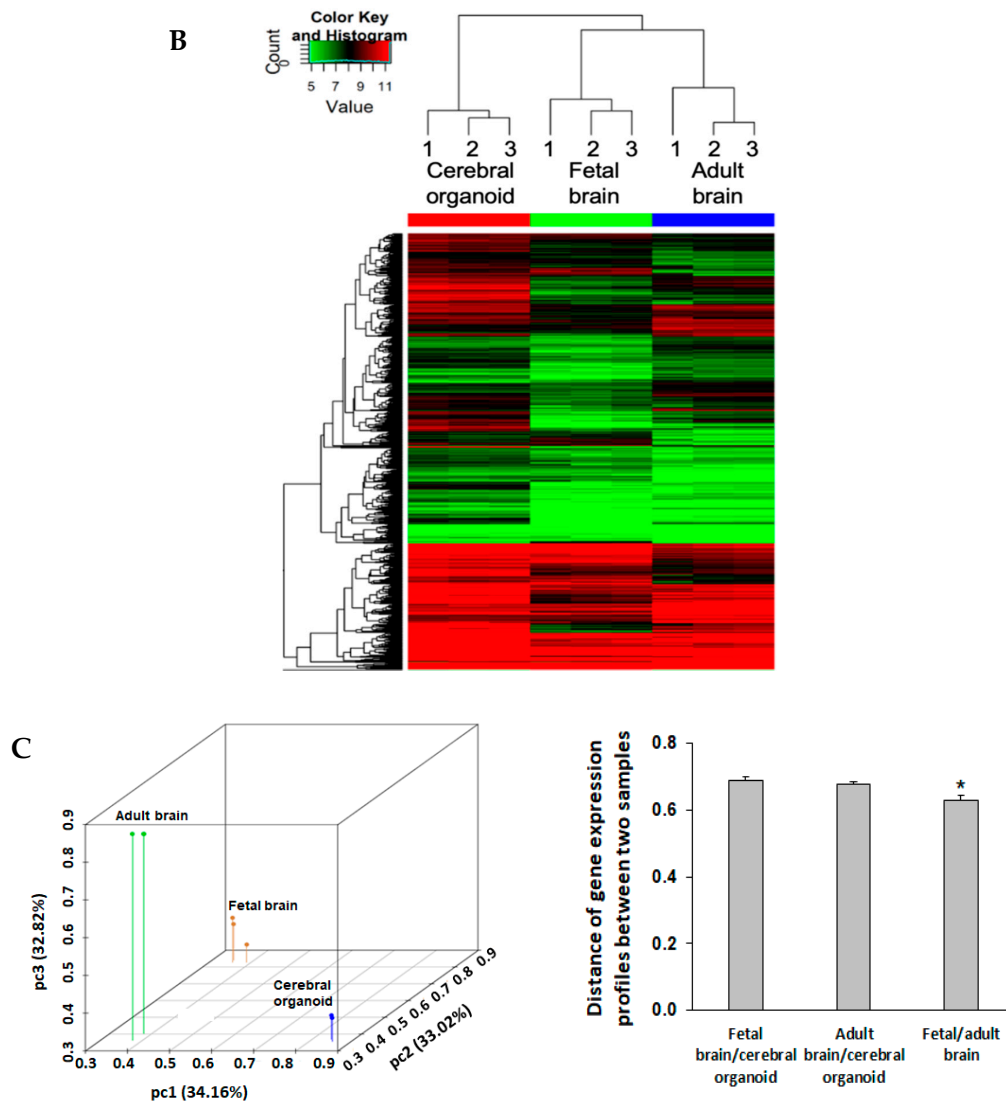 B
Color Key
and Histogram
Count
0
5 7 8 9 11
Value
1 2 3 1 2 3 1 2 3
Cerebral organoid
Fetal brain
Adult brain
C
Adult brain
Fetal brain
Cerebral
organoid
0.9
0.8
0.7
0.6
0.5
0.4
0.3
pc3 (32.82%)
0.3 0.4 0.5 0.6 0.7 0.8 0.9
pc1 (34.16%)
0.3 0.4 0.5 0.6 0.7 0.8 0.9
pc2 (33.02%)
Distance of gene expression
profiles between two samples
0.8
0.6
0.4
0.2
0.0
*
Fetal
brain/cerebral
organoid
Adult
brain/cerebral
organoid
Fetal/adult
brain